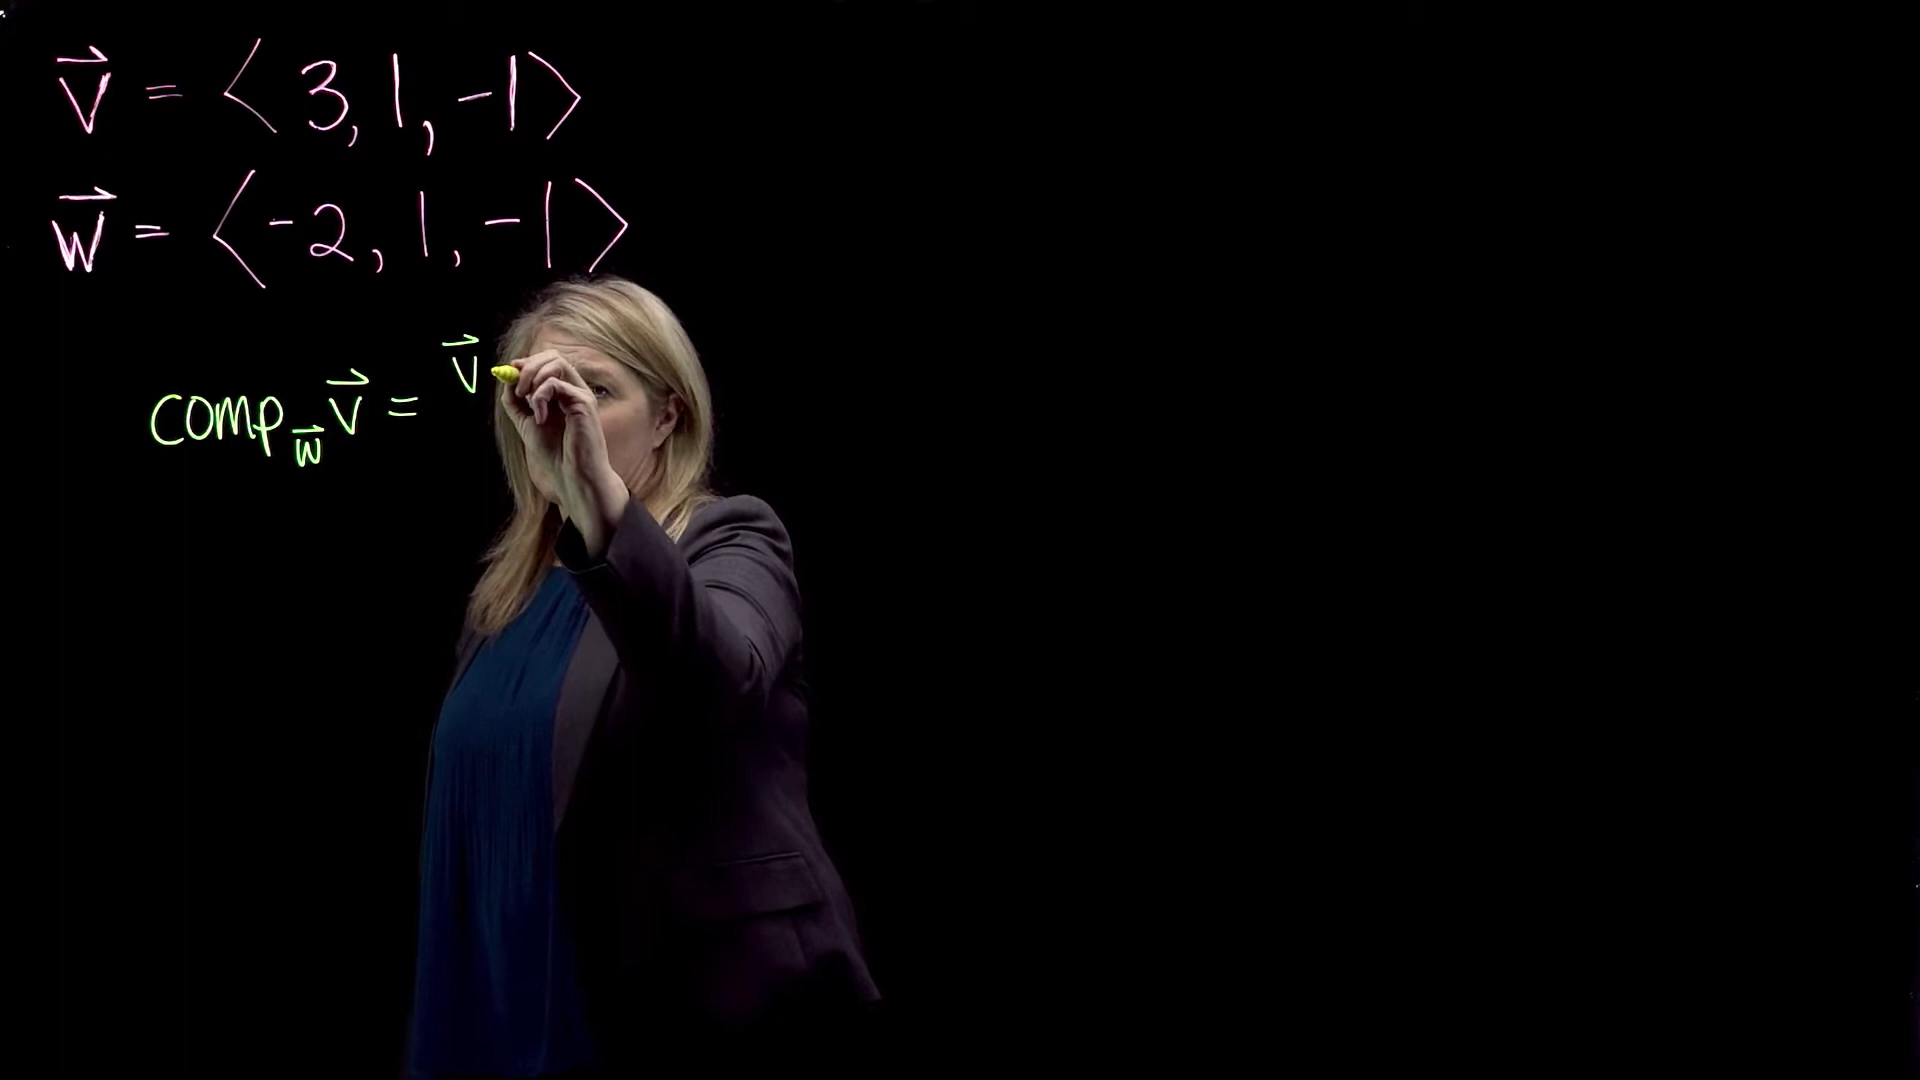 v⃗ = ⟨3, 1, -1⟩
w⃗ = ⟨-2, 1, -1⟩
comp_w⃗ v⃗ = v⃗